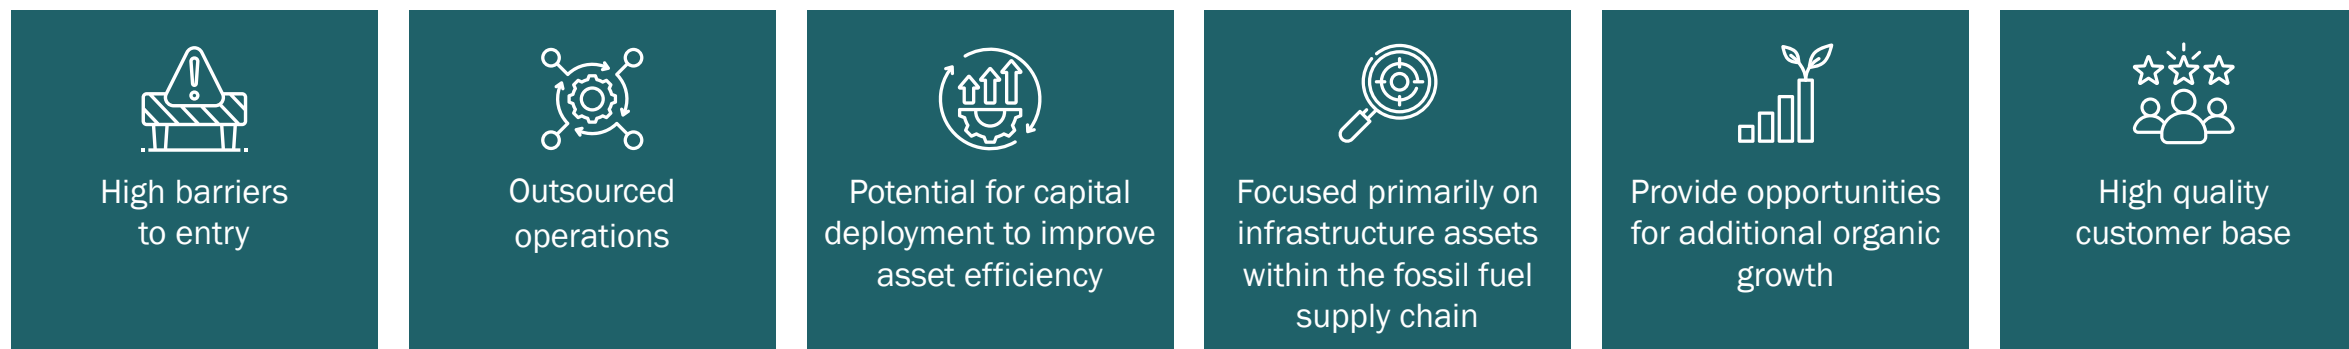 High barriers
to entry
Outsourced
operations
Potential for capital
deployment to improve
asset efficiency
Focused primarily on
infrastructure assets
within the fossil fuel
supply chain
Provide opportunities
for additional organic
growth
High quality
customer base